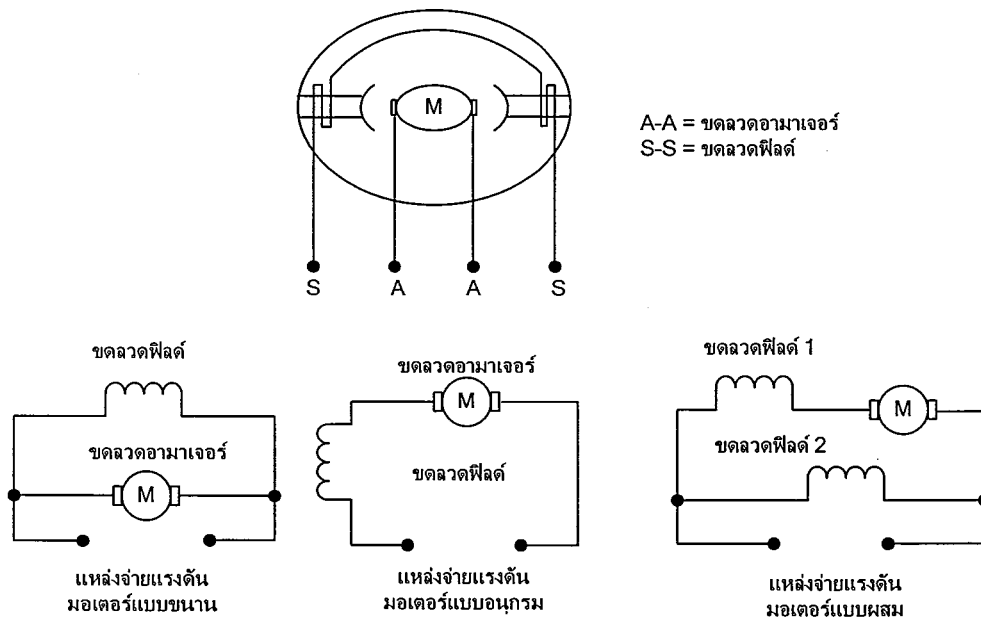 M
A-A = ขดลวดอามาเจอร์
S-S = ขดลวดฟิลด์
S A A S
ขดลวดฟิลด์
ขดลวดอามาเจอร์
M
แหล่งจ่ายแรงดัน
มอเตอร์แบบขนาน
ขดลวดอามาเจอร์
M
ขดลวดฟิลด์
แหล่งจ่ายแรงดัน
มอเตอร์แบบอนุกรม
ขดลวดฟิลด์ 1
M
ขดลวดฟิลด์ 2
แหล่งจ่ายแรงดัน
มอเตอร์แบบผสม